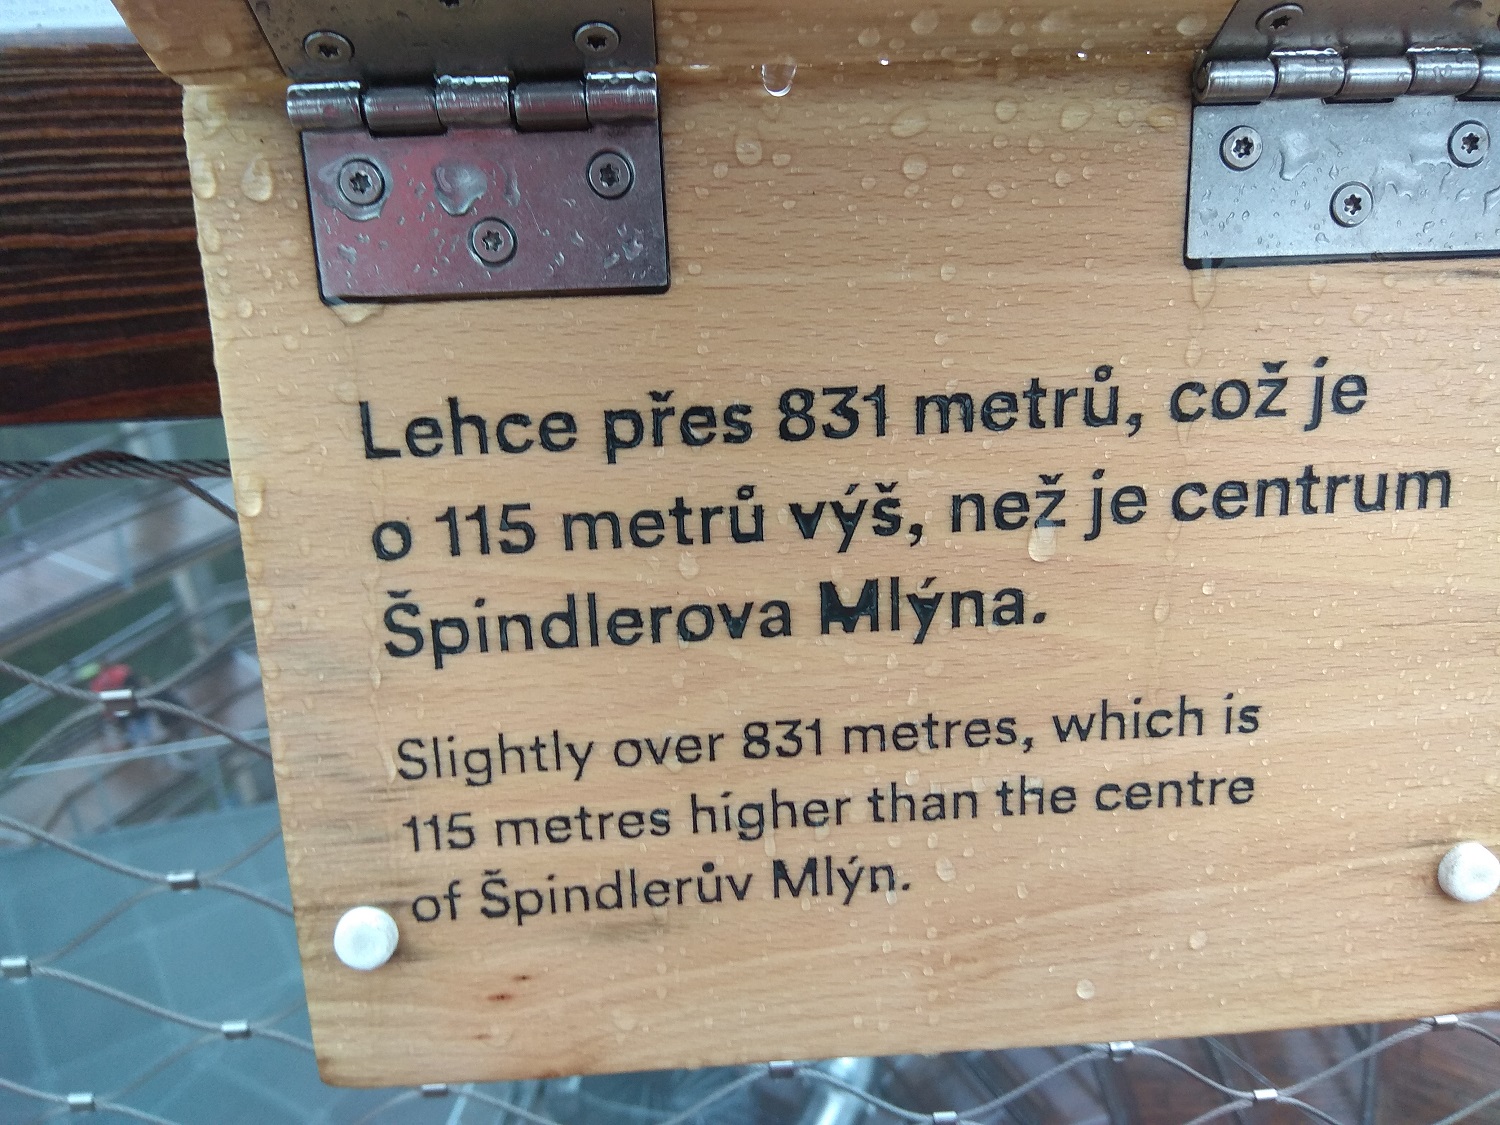 Lehce přes 831 metrů, což je
o 115 metrů výš, než je centrum
Špindlerova Mlýna.
Slightly over 831 metres, which is
115 metres higher than the centre
of Špindlerův Mlýn.